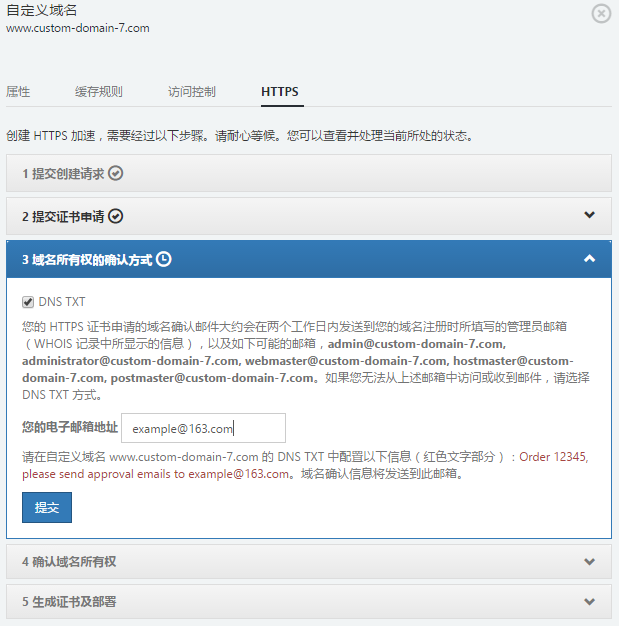 自定义域名
www.custom-domain-7.com
属性 缓存规则 访问控制 HTTPS
创建 HTTPS 加速，需要经过以下步骤。请耐心等候。您可以查看并处理当前所处的状态。
1 提交创建请求
2 提交证书申请
3 域名所有权的确认方式
DNS TXT
您的 HTTPS 证书申请的域名确认邮件大约会在两个工作日内发送到您的域名注册时所填写的管理员邮箱
（WHOIS 记录中所显示的信息），以及如下可能的邮箱，admin@custom-domain-7.com,
administrator@custom-domain-7.com, webmaster@custom-domain-7.com, hostmaster@custom-
domain-7.com, postmaster@custom-domain-7.com。如果您无法从上述邮箱中访问或收到邮件，请选择
DNS TXT 方式。
您的电子邮箱地址 example@163.com
请在自定义域名 www.custom-domain-7.com 的 DNS TXT 中配置以下信息（红色文字部分）：Order 12345,
please send approval emails to example@163.com。域名确认信息将发送到此邮箱。
提交
4 确认域名所有权
5 生成证书及部署